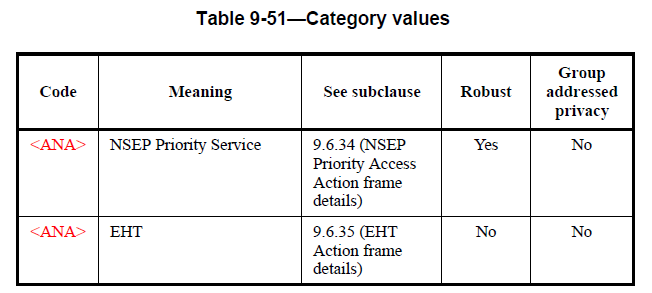 Table 9-51—Category values
Code Meaning See subclause Robust Group addressed privacy
<ANA> NSEP Priority Service 9.6.34 (NSEP Yes No
Priority Access
Action frame
details)
<ANA> EHT 9.6.35 (EHT No No
Action frame
details)